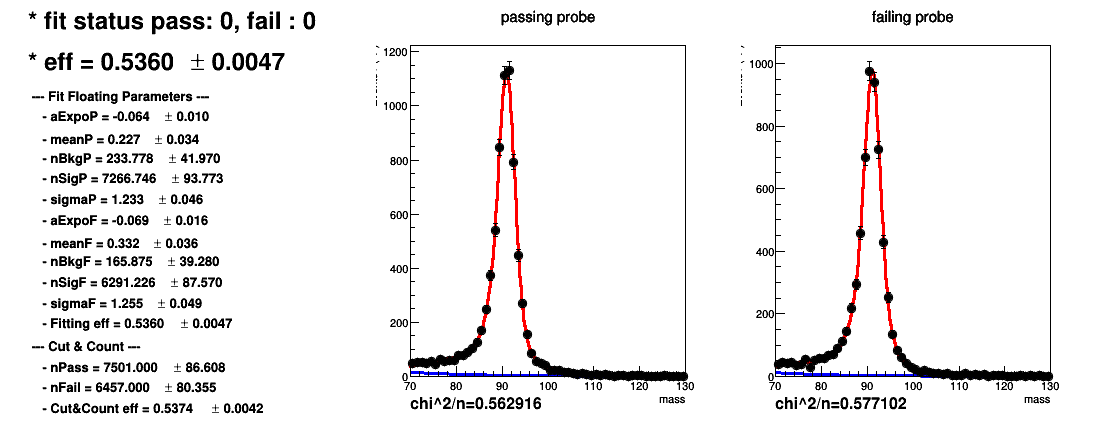 * fit status pass: 0, fail : 0
* eff = 0.5360 ± 0.0047
--- Fit Floating Parameters ---
- aExpoP = -0.064 ± 0.010
- meanP = 0.227 ± 0.034
- nBkgP = 233.778 ± 41.970
- nSigP = 7266.746 ± 93.773
- sigmaP = 1.233 ± 0.046
- aExpoF = -0.069 ± 0.016
- meanF = 0.332 ± 0.036
- nBkgF = 165.875 ± 39.280
- nSigF = 6291.226 ± 87.570
- sigmaF = 1.255 ± 0.049
- Fitting eff = 0.5360 ± 0.0047
--- Cut & Count ---
- nPass = 7501.000 ± 86.608
- nFail = 6457.000 ± 80.355
- Cut&Count eff = 0.5374 ± 0.0042
passing probe
1200
1000
800
600
400
200
0
70 80 90 100 110 120 130
mass
chi^2/n=0.562916
failing probe
1000
800
600
400
200
0
70 80 90 100 110 120 130
mass
chi^2/n=0.577102